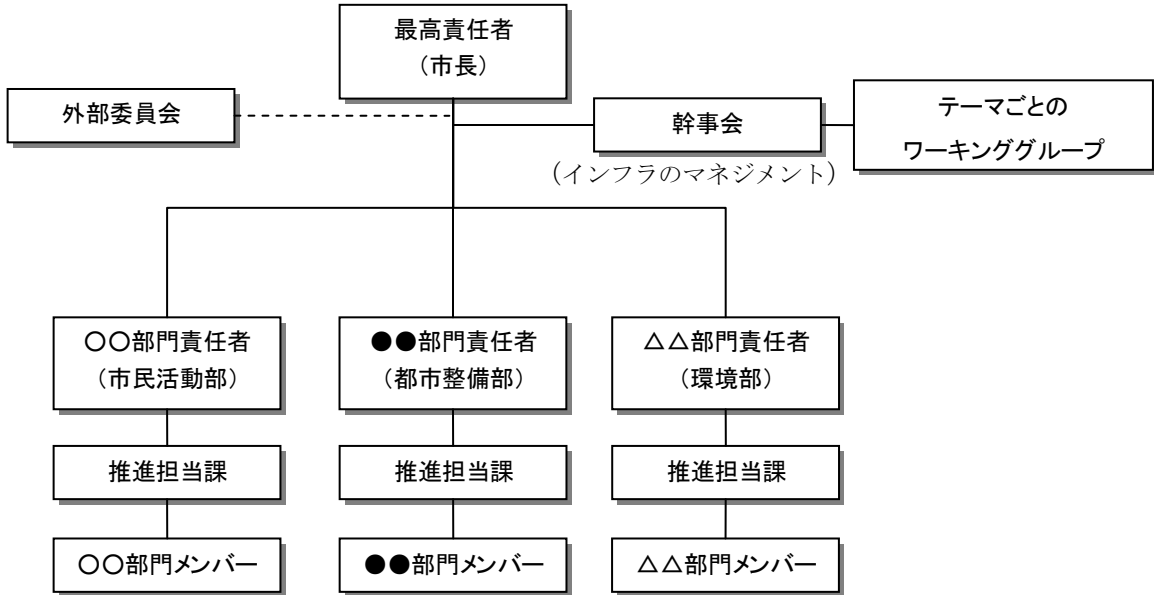 最高責任者
（市長）
外部委員会
幹事会
（インフラのマネジメント）
テーマごとの
ワーキンググループ
○○部門責任者
（市民活動部）
●●部門責任者
（都市整備部）
△△部門責任者
（環境部）
推進担当課
推進担当課
推進担当課
○○部門メンバー
●●部門メンバー
△△部門メンバー